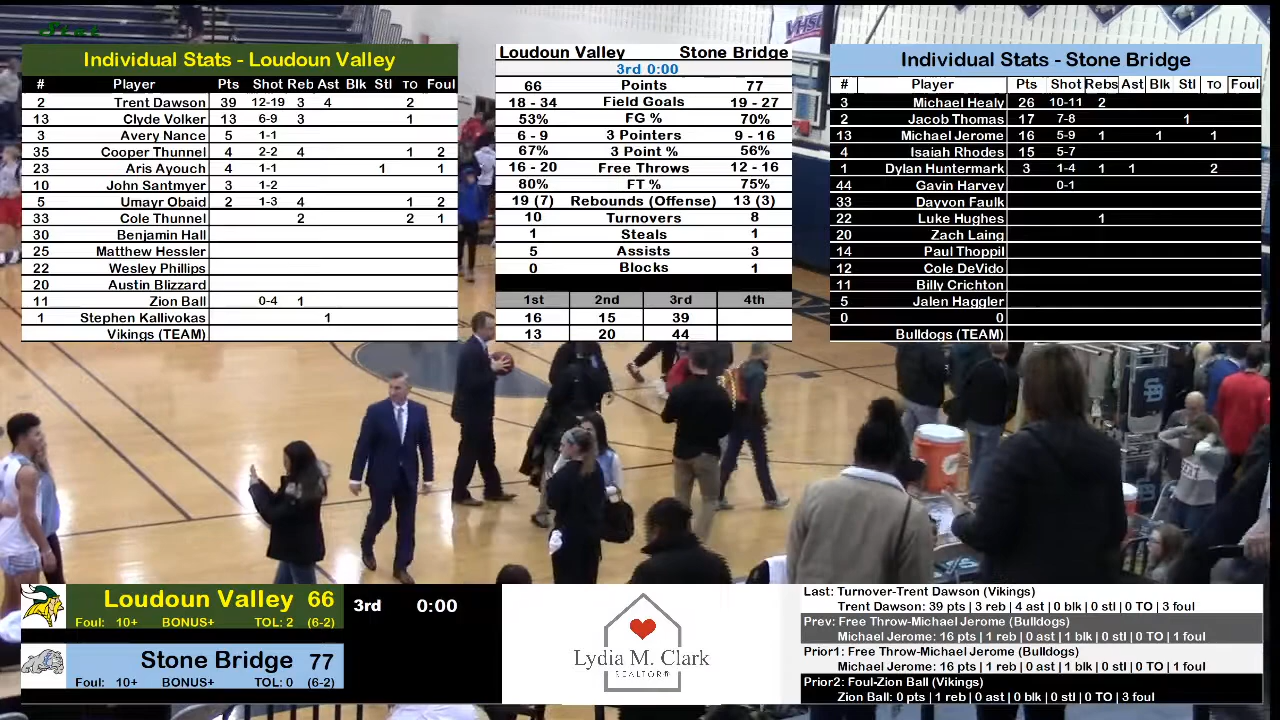 Stat
VHSL
Individual Stats - Loudoun Valley
# Player Pts Shot Reb Ast Blk Stl TO Foul
2 Trent Dawson 39 12-19 3 4 2
13 Clyde Volker 13 6-9 3 1
3 Avery Nance 5 1-1
35 Cooper Thunnel 4 2-2 4 1 2
23 Aris Ayouch 4 1-1 1 1
10 John Santmyer 3 1-2
5 Umayr Obaid 2 1-3 4 1 2
33 Cole Thunnel 2 2 1
30 Benjamin Hall
25 Matthew Hessler
22 Wesley Phillips
20 Austin Blizzard
11 Zion Ball 0-4 1
1 Stephen Kallivokas 1
Vikings (TEAM)
Loudoun Valley Stone Bridge
3rd 0:00
66 Points 77
18 - 34 Field Goals 19 - 27
53% FG % 70%
6 - 9 3 Pointers 9 - 16
67% 3 Point % 56%
16 - 20 Free Throws 12 - 16
80% FT % 75%
19 (7) Rebounds (Offense) 13 (3)
10 Turnovers 8
1 Steals 1
5 Assists 3
0 Blocks 1
1st 2nd 3rd 4th
16 15 39
13 20 44
Individual Stats - Stone Bridge
# Player Pts Shot Rebs Ast Blk Stl TO Foul
3 Michael Healy 26 10-11 2
2 Jacob Thomas 17 7-8 1
13 Michael Jerome 16 5-9 1 1 1
4 Isaiah Rhodes 15 5-7
1 Dylan Huntermark 3 1-4 1 1 2
44 Gavin Harvey 0-1
33 Dayvon Faulk
22 Luke Hughes 1
20 Zach Laing
14 Paul Thoppil
12 Cole DeVido
11 Billy Crichton
5 Jalen Haggler
0 0
Bulldogs (TEAM)
SB
Loudoun Valley 66
Foul: 10+ BONUS+ TOL: 2 (6-2)
3rd 0:00
Stone Bridge 77
Foul: 10+ BONUS+ TOL: 0 (6-2)
Lydia M. Clark
REALTOR®
Last: Turnover-Trent Dawson (Vikings)
Trent Dawson: 39 pts | 3 reb | 4 ast | 0 blk | 0 stl | 0 TO | 3 foul
Prev: Free Throw-Michael Jerome (Bulldogs)
Michael Jerome: 16 pts | 1 reb | 0 ast | 1 blk | 0 stl | 0 TO | 1 foul
Prior1: Free Throw-Michael Jerome (Bulldogs)
Michael Jerome: 16 pts | 1 reb | 0 ast | 1 blk | 0 stl | 0 TO | 1 foul
Prior2: Foul-Zion Ball (Vikings)
Zion Ball: 0 pts | 1 reb | 0 ast | 0 blk | 0 stl | 0 TO | 3 foul